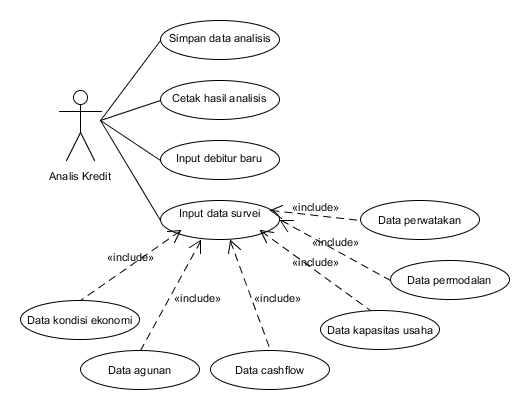 Simpan data analisis
Cetak hasil analisis
Analis Kredit
Input debitur baru
Input data survei
«include»
Data perwatakan
«include»
«include»
«include»
Data permodalan
«include»
«include»
Data kondisi ekonomi
Data kapasitas usaha
Data agunan
Data cashflow